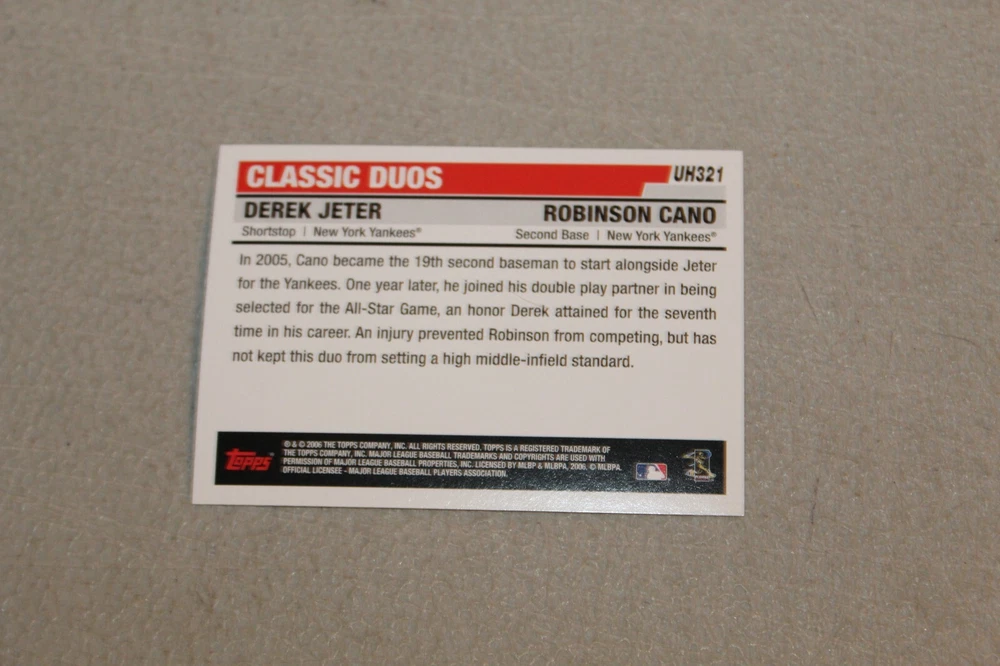 CLASSIC DUOS UH321
DEREK JETER ROBINSON CANO
Shortstop | New York Yankees® Second Base | New York Yankees®
In 2005, Cano became the 19th second baseman to start alongside Jeter
for the Yankees. One year later, he joined his double play partner in being
selected for the All-Star Game, an honor Derek attained for the seventh
time in his career. An injury prevented Robinson from competing, but has
not kept this duo from setting a high middle-infield standard.
Topps
® & © 2006 THE TOPPS COMPANY, INC. ALL RIGHTS RESERVED. TOPPS IS A REGISTERED TRADEMARK OF
THE TOPPS COMPANY, INC. MAJOR LEAGUE BASEBALL TRADEMARKS AND COPYRIGHTS ARE USED WITH
PERMISSION OF MAJOR LEAGUE BASEBALL PROPERTIES, INC. LICENSED BY MLBP & MLBPA, 2006. © MLBPA.
OFFICIAL LICENSEE - MAJOR LEAGUE BASEBALL PLAYERS ASSOCIATION.